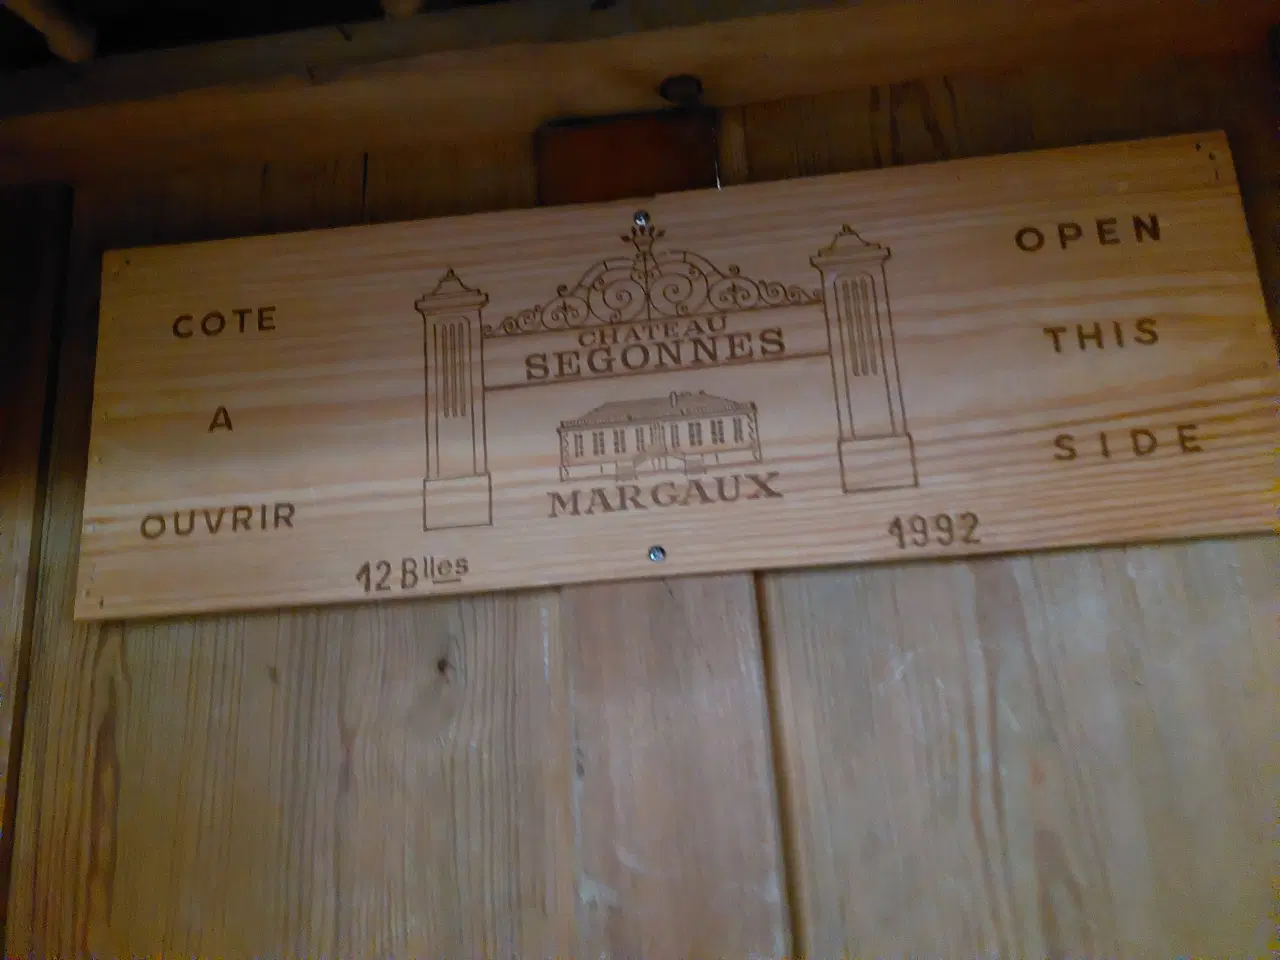 COTE
A
OUVRIR
CHATEAU
SEGONNES
MARGAUX
12 Blles
1992
OPEN
THIS
SIDE